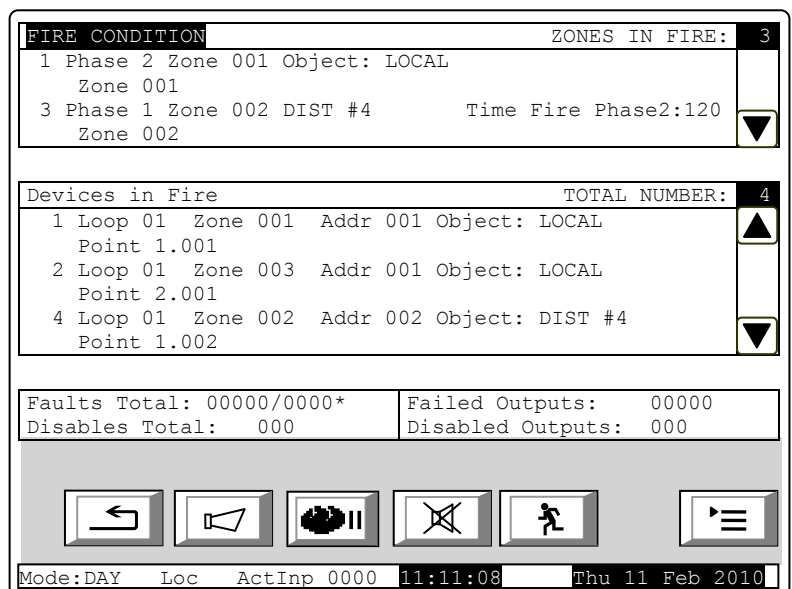 FIRE CONDITION ZONES IN FIRE: 3
1 Phase 2 Zone 001 Object: LOCAL
Zone 001
3 Phase 1 Zone 002 DIST #4 Time Fire Phase2:120
Zone 002
Devices in Fire TOTAL NUMBER: 4
1 Loop 01 Zone 001 Addr 001 Object: LOCAL
Point 1.001
2 Loop 01 Zone 003 Addr 001 Object: LOCAL
Point 2.001
4 Loop 01 Zone 002 Addr 002 Object: DIST #4
Point 1.002
Faults Total: 00000/0000* Failed Outputs: 00000
Disables Total: 000 Disabled Outputs: 000
Mode:DAY Loc ActInp 0000 11:11:08 Thu 11 Feb 2010